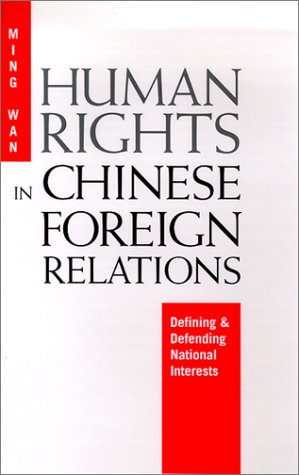 MING WAN
HUMAN
RIGHTS
IN CHINESE
FOREIGN
RELATIONS
Defining &
Defending
National
Interests